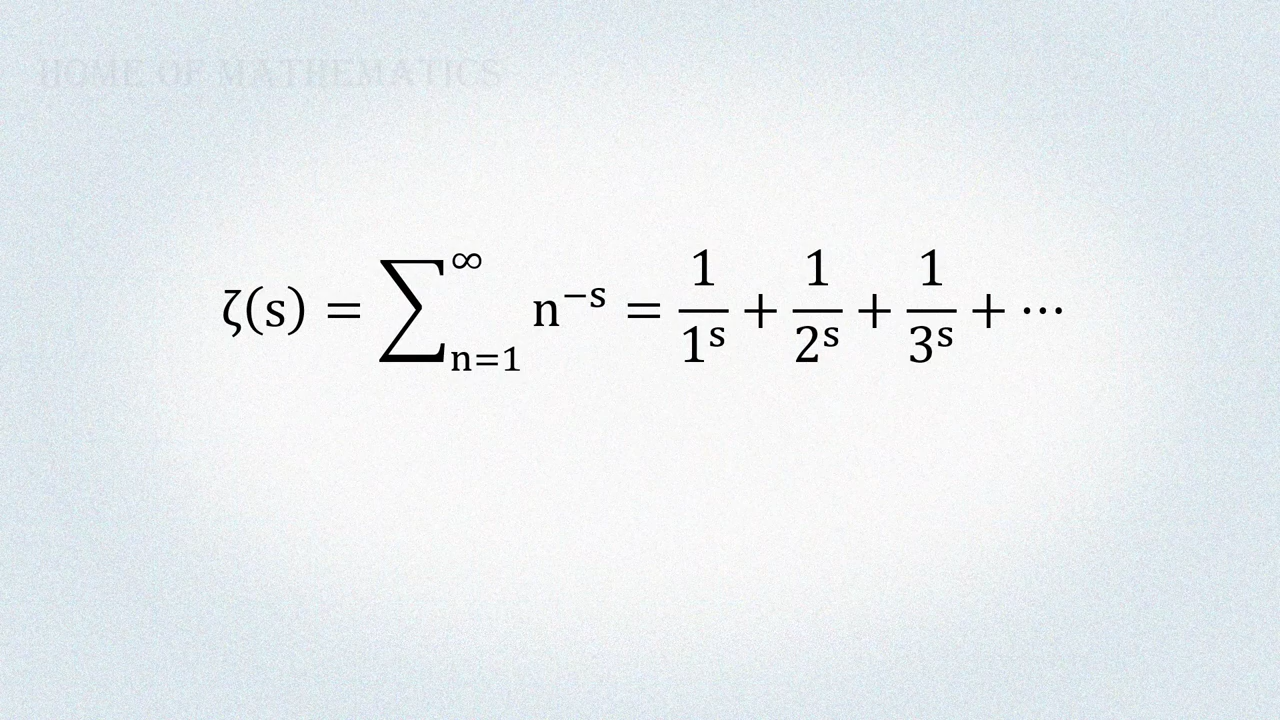 HOME OF MATHEMATICS
ζ(s) = ∑_{n=1}^{∞} n^{−s} = 1/1^s + 1/2^s + 1/3^s + ⋯